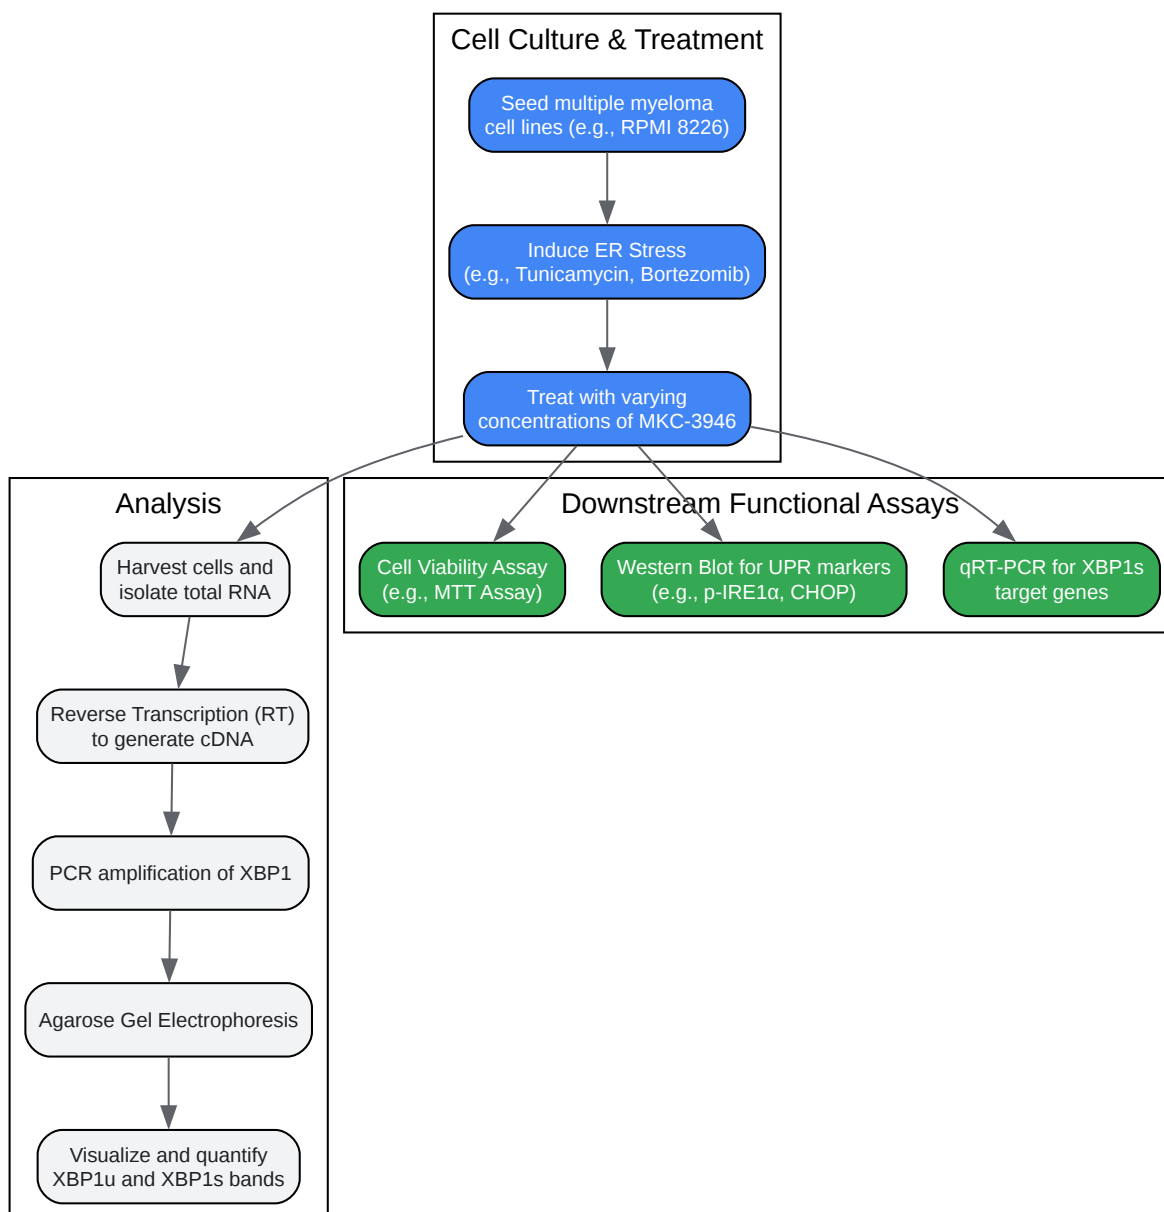 Cell Culture & Treatment
Seed multiple myeloma
cell lines (e.g., RPMI 8226)
Induce ER Stress
(e.g., Tunicamycin, Bortezomib)
Treat with varying
concentrations of MKC-3946
Analysis
Harvest cells and
isolate total RNA
Reverse Transcription (RT)
to generate cDNA
PCR amplification of XBP1
Agarose Gel Electrophoresis
Visualize and quantify
XBP1u and XBP1s bands
Downstream Functional Assays
Cell Viability Assay
(e.g., MTT Assay)
Western Blot for UPR markers
(e.g., p-IRE1α, CHOP)
qRT-PCR for XBP1s
target genes